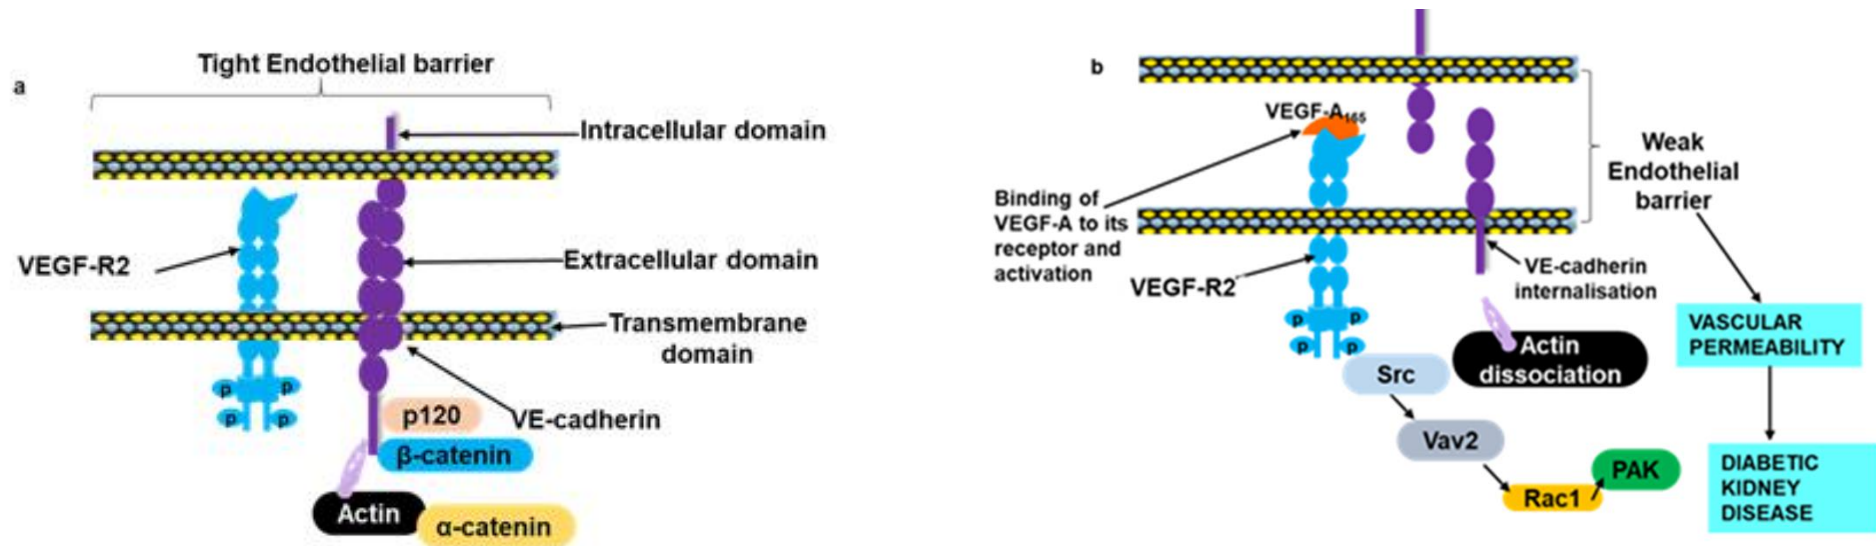 a
Tight Endothelial barrier
Intracellular domain
VEGF-R2
Extracellular domain
Transmembrane
domain
p
p
p
p
VE-cadherin
p120
β-catenin
Actin
α-catenin
b
VEGF-A165
Weak
Endothelial
barrier
Binding of
VEGF-A to its
receptor and
activation
VEGF-R2
VE-cadherin
internalisation
p
p
p
p
Actin
dissociation
Src
Vav2
Rac1
PAK
VASCULAR
PERMEABILITY
DIABETIC
KIDNEY
DISEASE